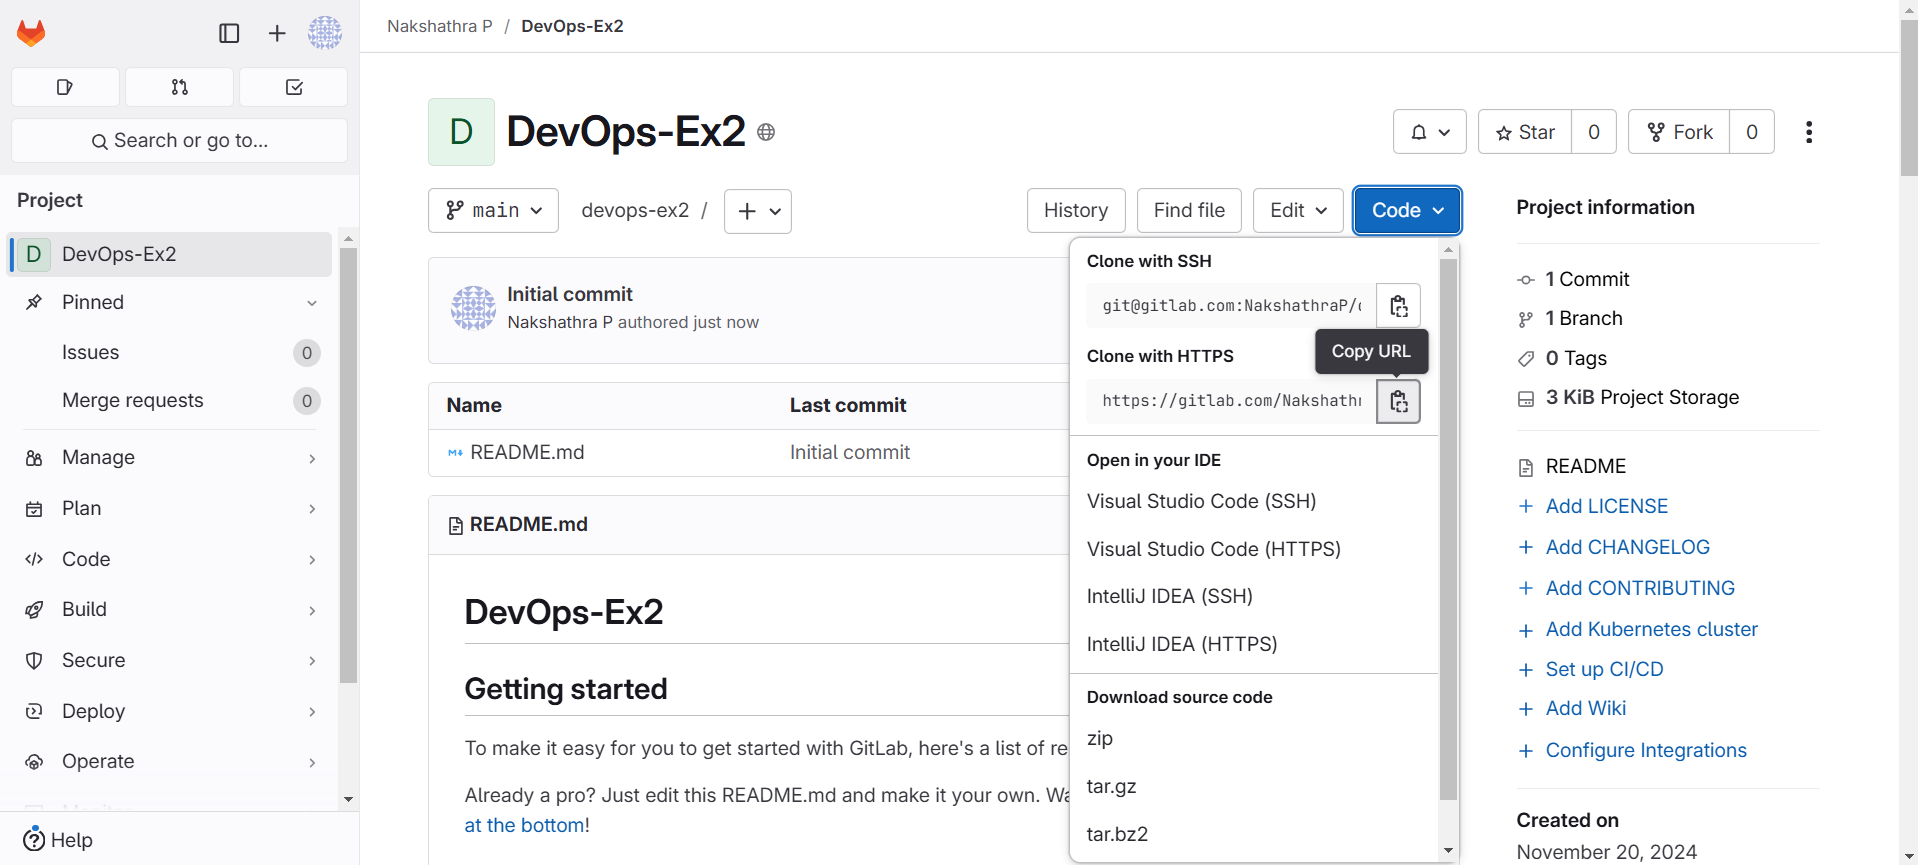 Nakshathra P / DevOps-Ex2
Search or go to...
Project
D DevOps-Ex2
Pinned
Issues 0
Merge requests 0
Manage
Plan
Code
Build
Secure
Deploy
Operate
Help
D DevOps-Ex2
Star 0
Fork 0
main
devops-ex2 /
History
Find file
Edit
Code
Initial commit
Nakshathra P authored just now
Name Last commit
README.md Initial commit
README.md
DevOps-Ex2
Getting started
To make it easy for you to get started with GitLab, here's a list of re
Already a pro? Just edit this README.md and make it your own. Wa
at the bottom!
Clone with SSH
git@gitlab.com:NakshathraP/
Copy URL
Clone with HTTPS
https://gitlab.com/Nakshath
Open in your IDE
Visual Studio Code (SSH)
Visual Studio Code (HTTPS)
IntelliJ IDEA (SSH)
IntelliJ IDEA (HTTPS)
Download source code
zip
tar.gz
tar.bz2
Project information
1 Commit
1 Branch
0 Tags
3 KiB Project Storage
README
+ Add LICENSE
+ Add CHANGELOG
+ Add CONTRIBUTING
+ Add Kubernetes cluster
+ Set up CI/CD
+ Add Wiki
+ Configure Integrations
Created on
November 20, 2024